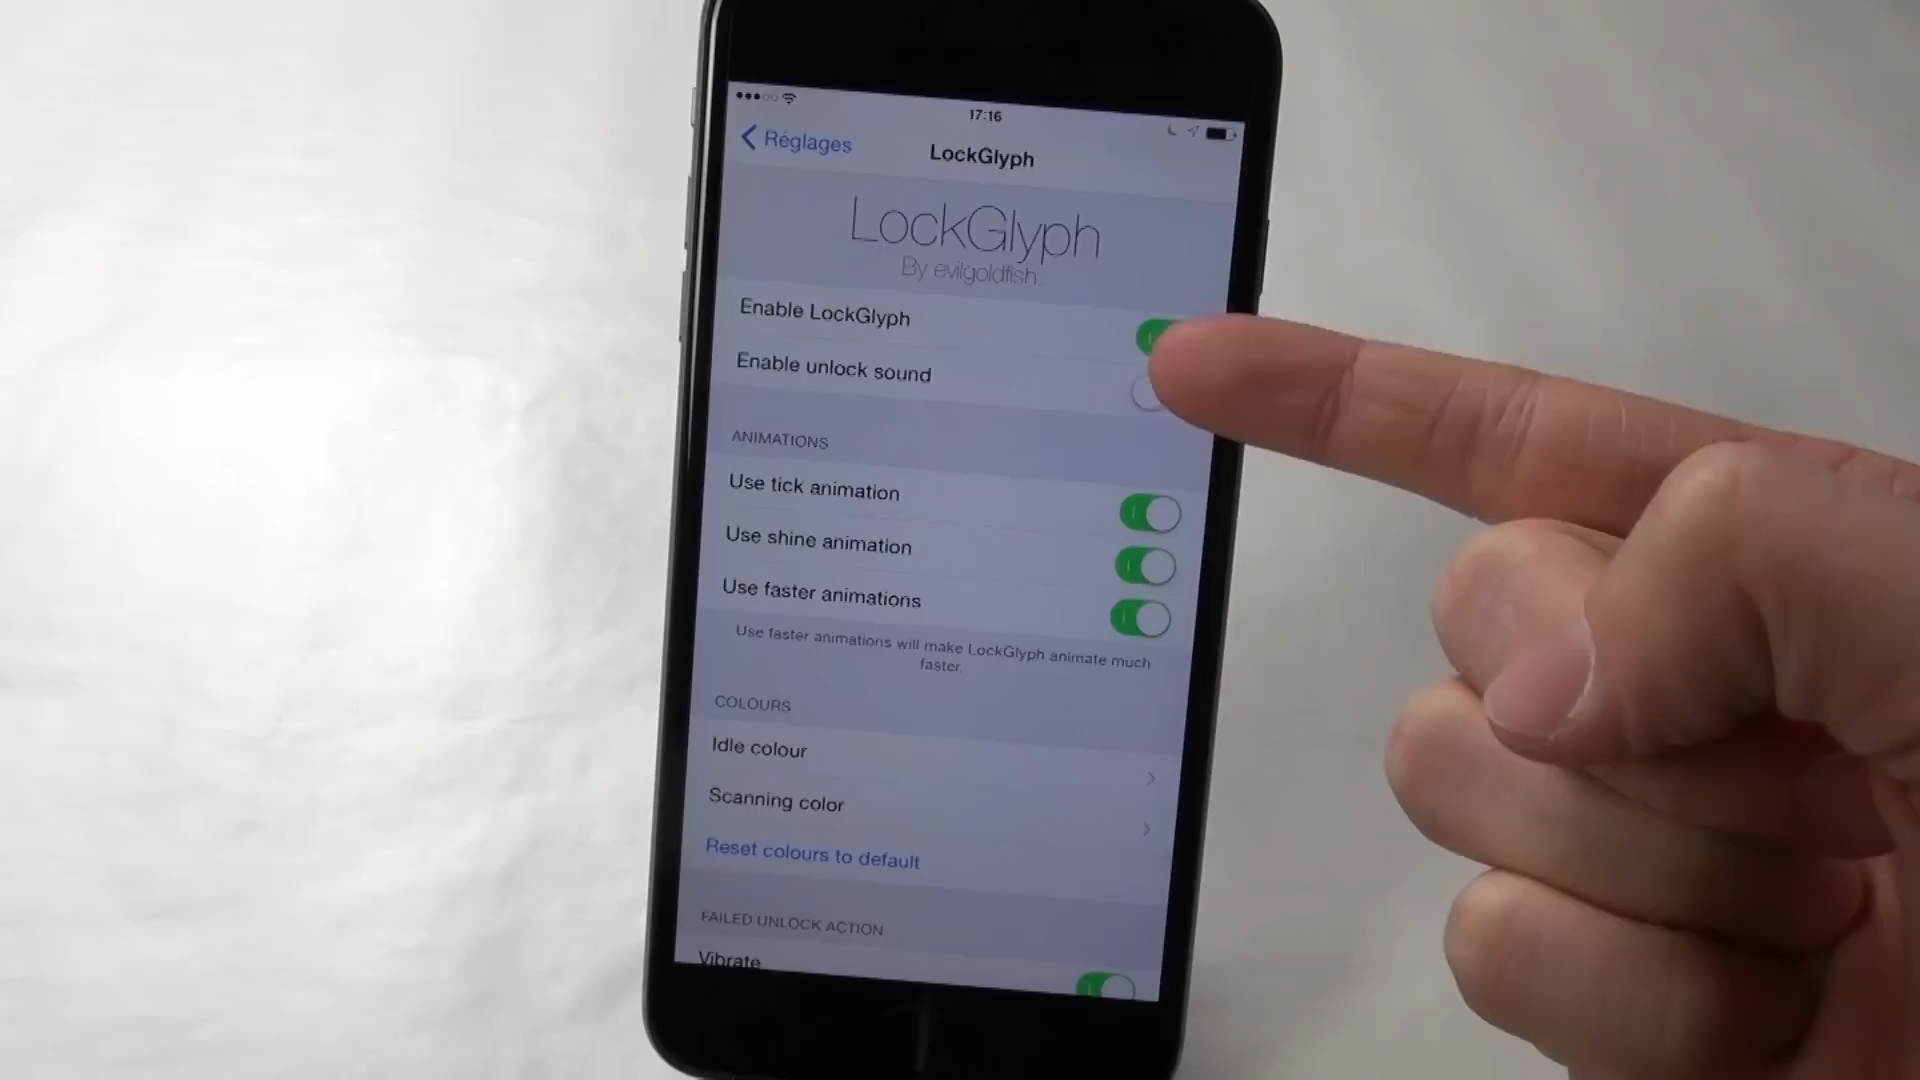 17:16
Réglages
LockGlyph
LockGlyph
By evilgoldfish.
Enable LockGlyph
Enable unlock sound
ANIMATIONS
Use tick animation
Use shine animation
Use faster animations
Use faster animations will make LockGlyph animate much
faster.
COLOURS
Idle colour
Scanning color
Reset colours to default
FAILED UNLOCK ACTION
Vibrate